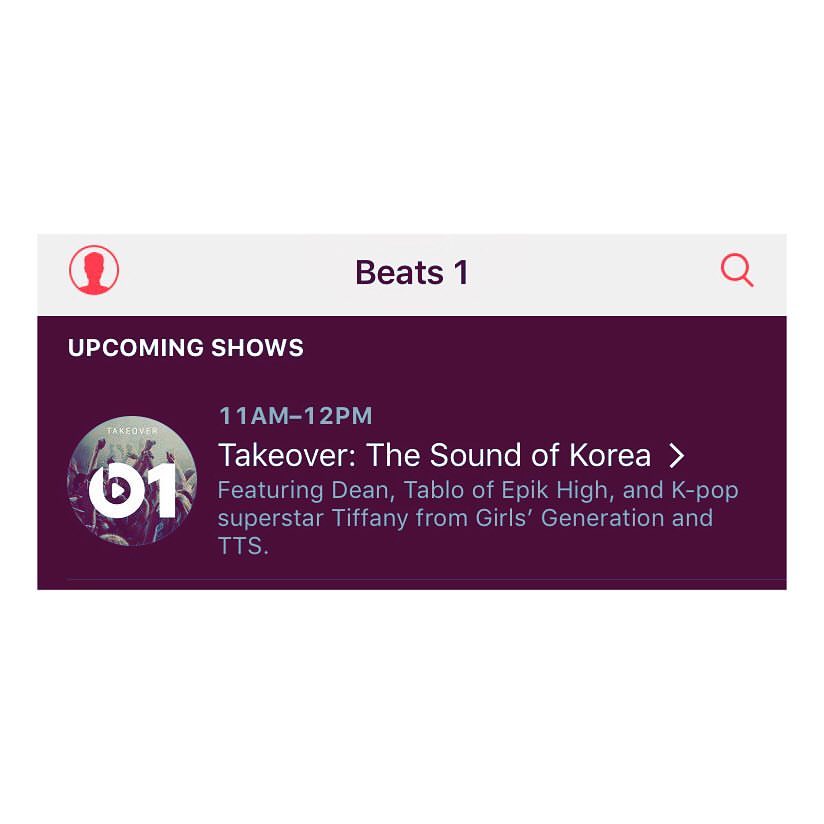 Beats 1
UPCOMING SHOWS
11AM–12PM
TAKEOVER
b1
Takeover: The Sound of Korea
Featuring Dean, Tablo of Epik High, and K-pop
superstar Tiffany from Girls’ Generation and
TTS.